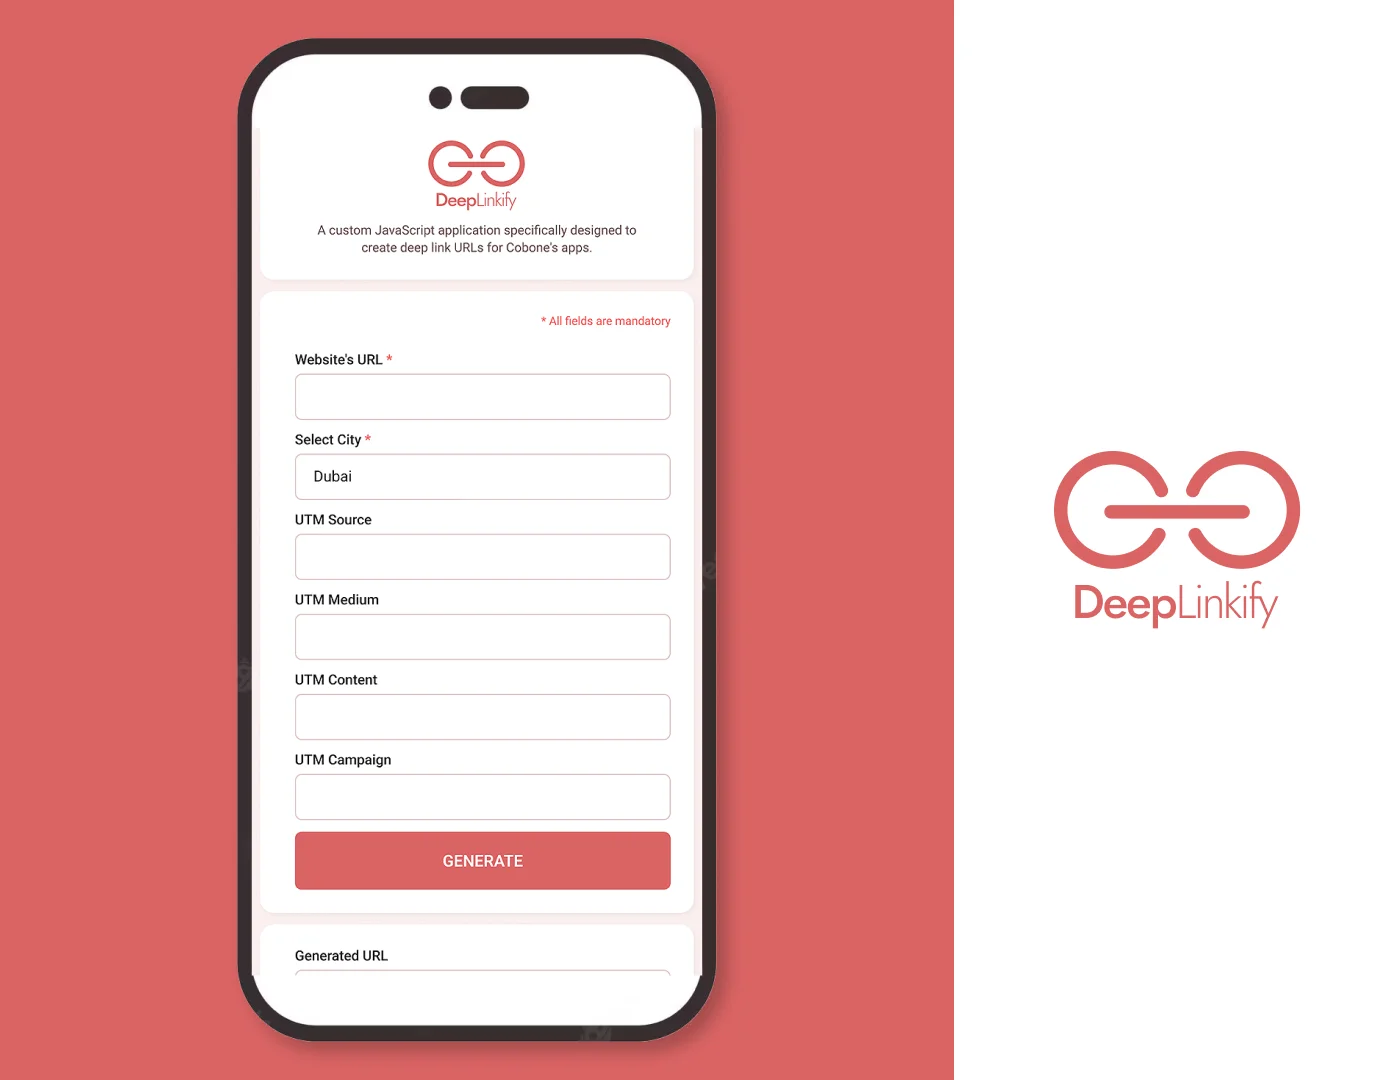 DeepLinkify
A custom JavaScript application specifically designed to
create deep link URLs for Cobone's apps.
* All fields are mandatory
Website's URL *
Select City *
Dubai
UTM Source
UTM Medium
UTM Content
UTM Campaign
GENERATE
Generated URL
DeepLinkify